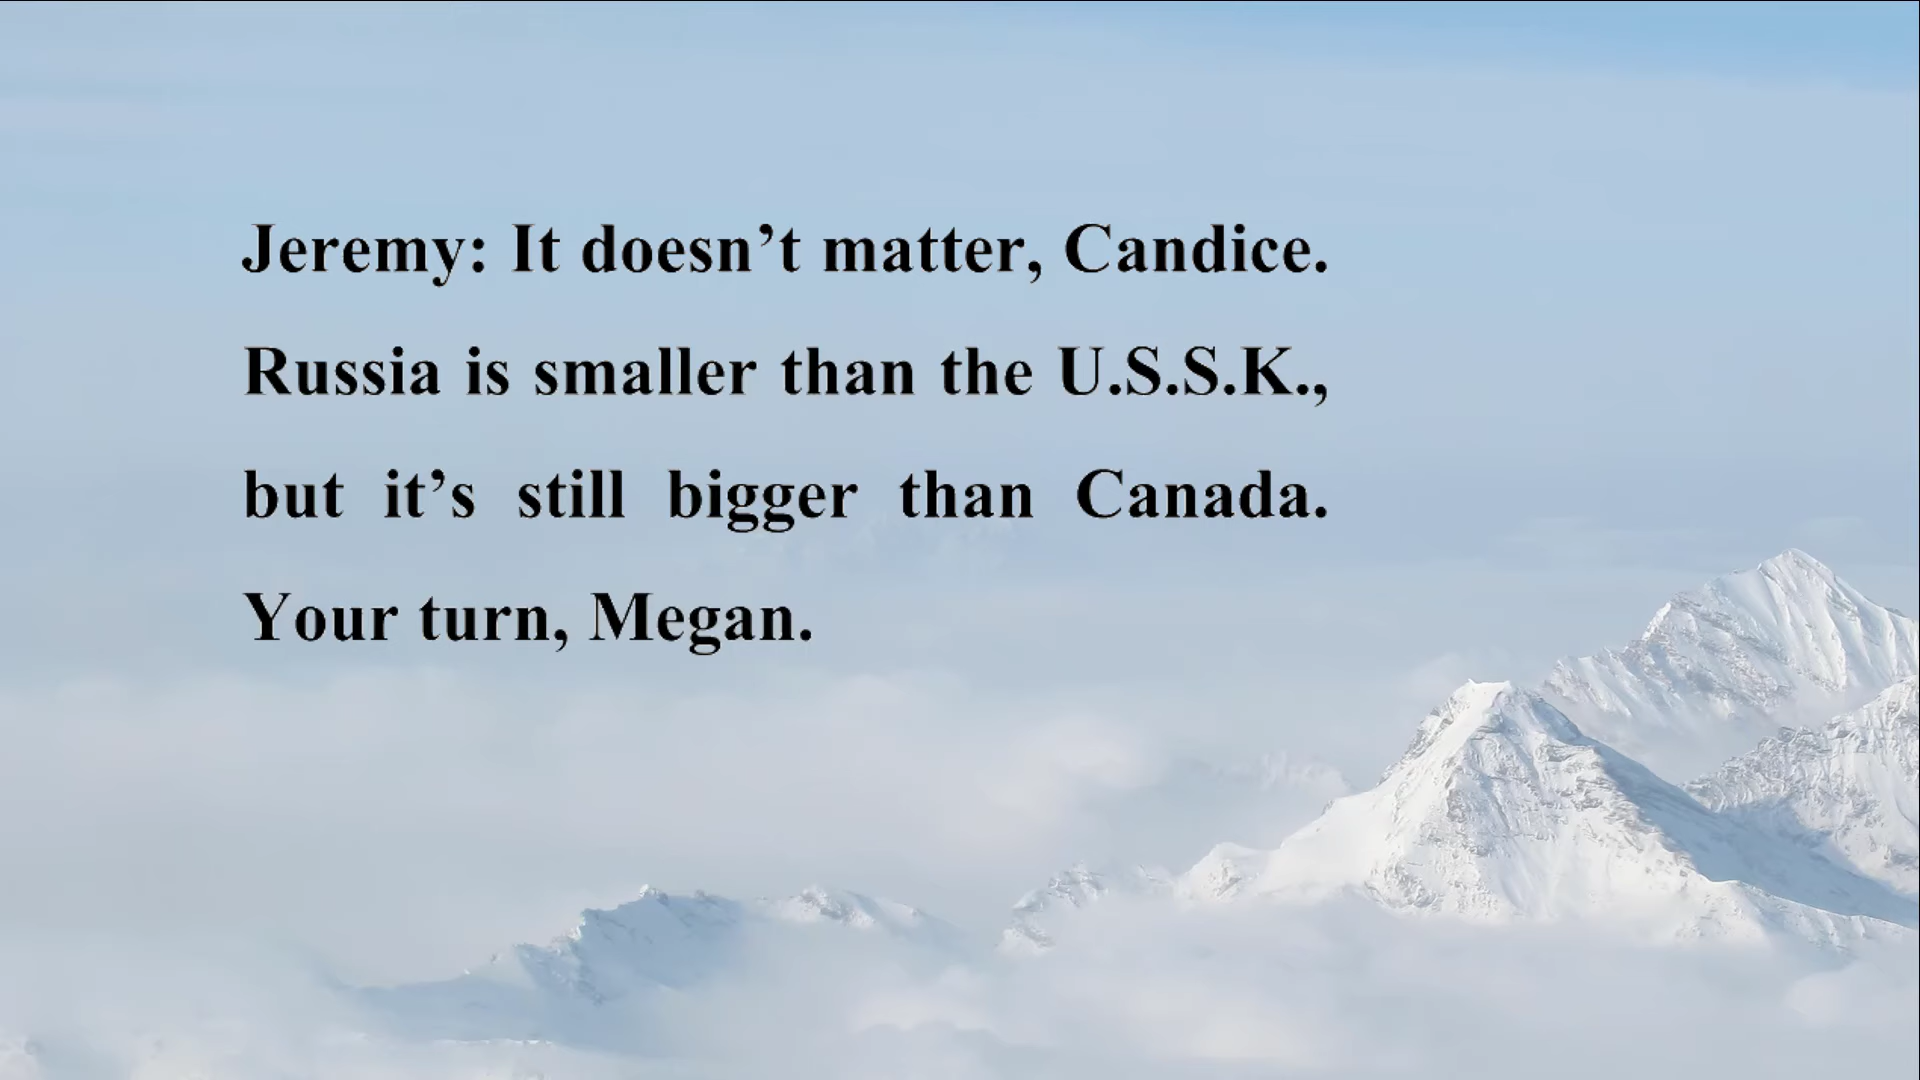 Jeremy: It doesn’t matter, Candice.
Russia is smaller than the U.S.S.K.,
but it’s still bigger than Canada.
Your turn, Megan.